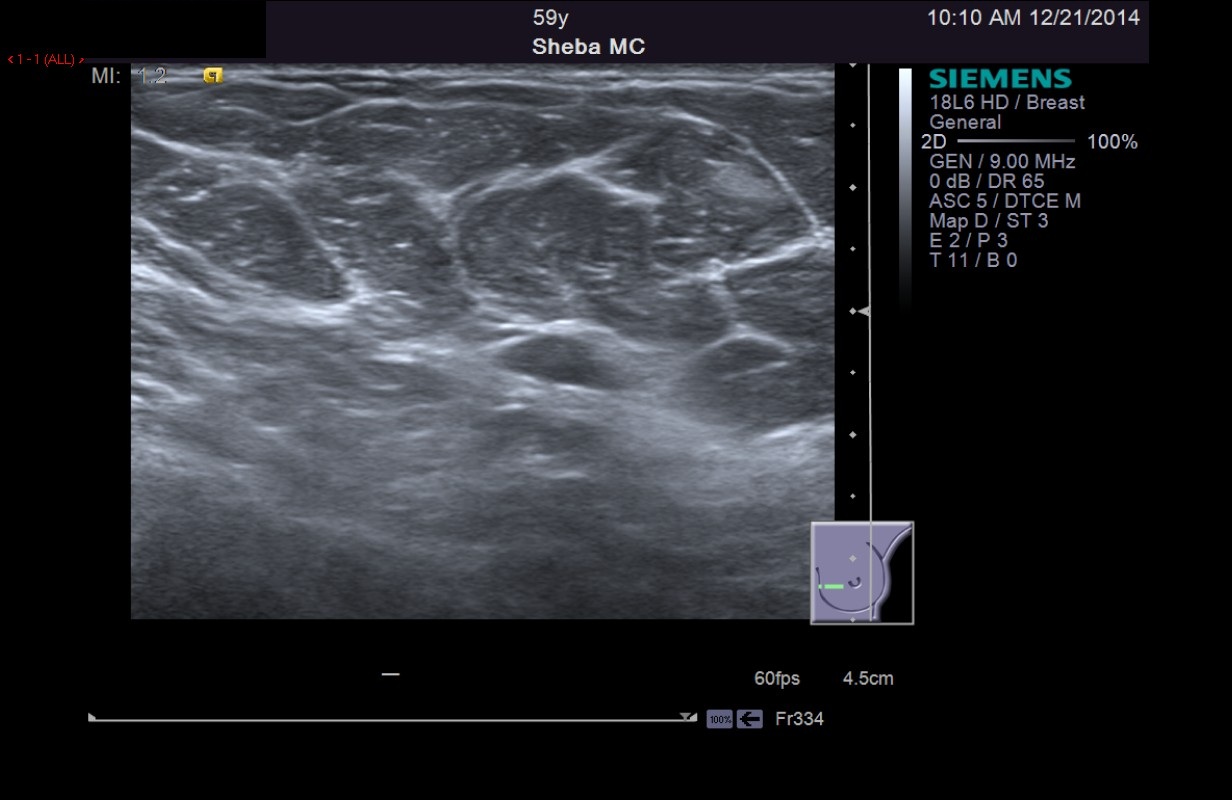 59y
10:10 AM 12/21/2014
Sheba MC
1 - 1 (ALL)
MI: 1.2
SIEMENS
18L6 HD / Breast
General
2D 100%
GEN / 9.00 MHz
0 dB / DR 65
ASC 5 / DTCE M
Map D / ST 3
E 2 / P 3
T 11 / B 0
60fps 4.5cm
100% Fr334